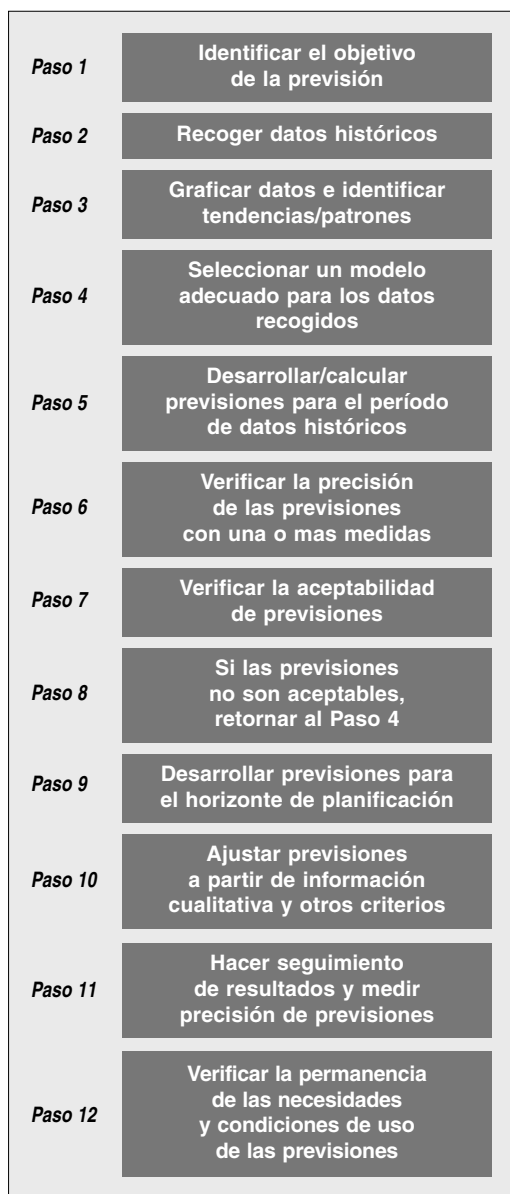 Paso 1
Identificar el objetivo
de la previsión
Paso 2
Recoger datos históricos
Paso 3
Graficar datos e identificar
tendencias/patrones
Paso 4
Seleccionar un modelo
adecuado para los datos
recogidos
Paso 5
Desarrollar/calcular
previsiones para el período
de datos históricos
Paso 6
Verificar la precisión
de las previsiones
con una o mas medidas
Paso 7
Verificar la aceptabilidad
de previsiones
Paso 8
Si las previsiones
no son aceptables,
retornar al Paso 4
Paso 9
Desarrollar previsiones para
el horizonte de planificación
Paso 10
Ajustar previsiones
a partir de información
cualitativa y otros criterios
Paso 11
Hacer seguimiento
de resultados y medir
precisión de previsiones
Paso 12
Verificar la permanencia
de las necesidades
y condiciones de uso
de las previsiones